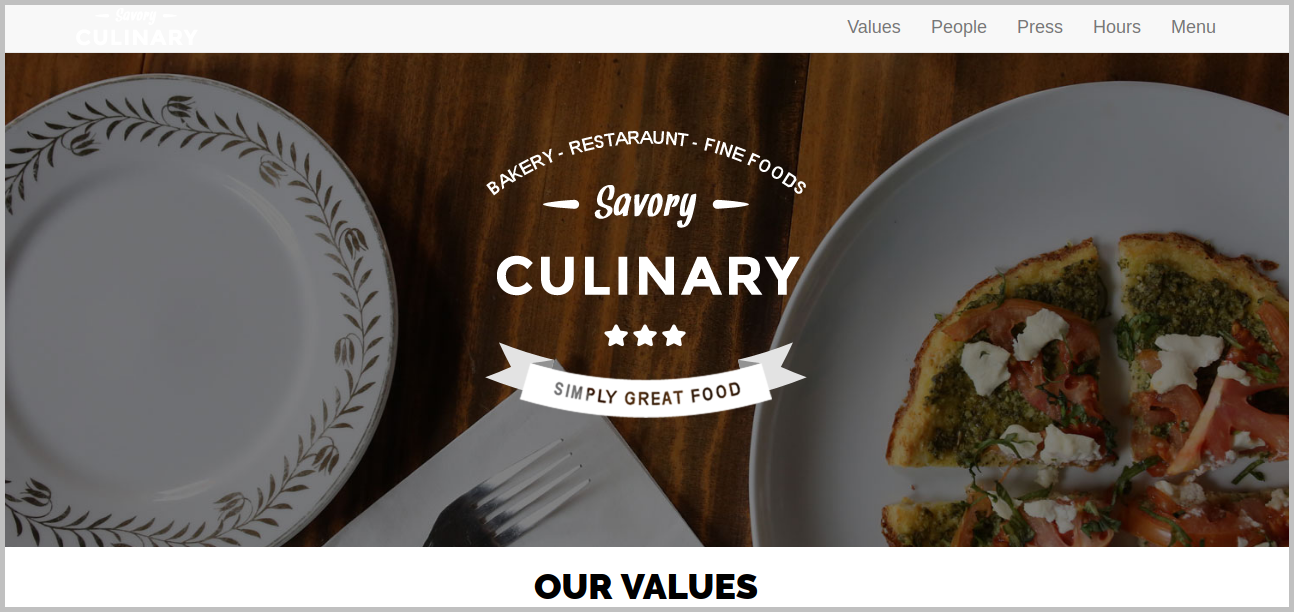 Savory
CULINARY
Values People Press Hours Menu
BAKERY - RESTARAUNT - FINE FOODS
Savory
CULINARY
SIMPLY GREAT FOOD
OUR VALUES